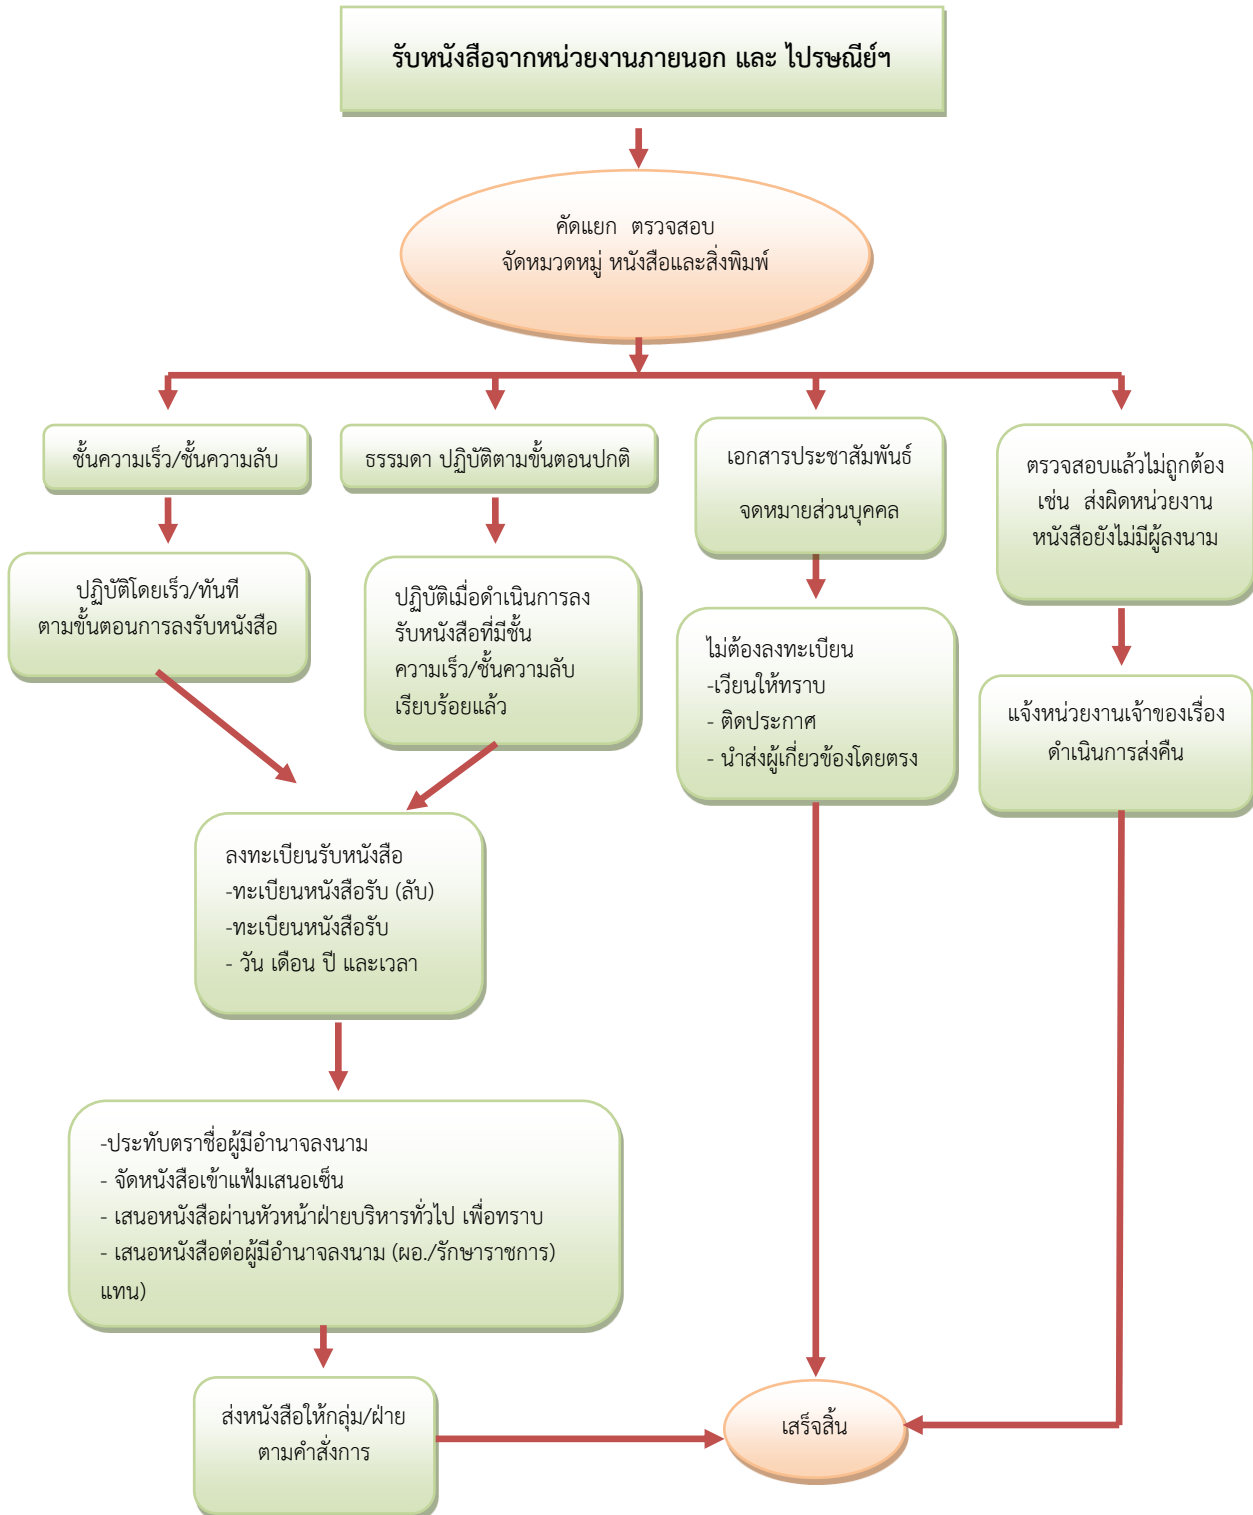 รับหนังสือจากหน่วยงานภายนอก และ ไปรษณีย์ฯ
คัดแยก ตรวจสอบ
จัดหมวดหมู่ หนังสือและสิ่งพิมพ์
ชั้นความเร็ว/ชั้นความลับ
ธรรมดา ปฏิบัติตามขั้นตอนปกติ
เอกสารประชาสัมพันธ์
จดหมายส่วนบุคคล
ตรวจสอบแล้วไม่ถูกต้อง
เช่น ส่งผิดหน่วยงาน
หนังสือยังไม่มีผู้ลงนาม
ปฏิบัติโดยเร็ว/ทันที
ตามขั้นตอนการลงรับหนังสือ
ปฏิบัติเมื่อดำเนินการลง
รับหนังสือที่มีชั้น
ความเร็ว/ชั้นความลับ
เรียบร้อยแล้ว
ไม่ต้องลงทะเบียน
-เวียนให้ทราบ
- ติดประกาศ
- นำส่งผู้เกี่ยวข้องโดยตรง
แจ้งหน่วยงานเจ้าของเรื่อง
ดำเนินการส่งคืน
ลงทะเบียนรับหนังสือ
-ทะเบียนหนังสือรับ (ลับ)
-ทะเบียนหนังสือรับ
- วัน เดือน ปี และเวลา
-ประทับตราชื่อผู้มีอำนาจลงนาม
- จัดหนังสือเข้าแฟ้มเสนอเซ็น
- เสนอหนังสือผ่านหัวหน้าฝ่ายบริหารทั่วไป เพื่อทราบ
- เสนอหนังสือต่อผู้มีอำนาจลงนาม (ผอ./รักษาราชการ)
แทน)
ส่งหนังสือให้กลุ่ม/ฝ่าย
ตามคำสั่งการ
เสร็จสิ้น